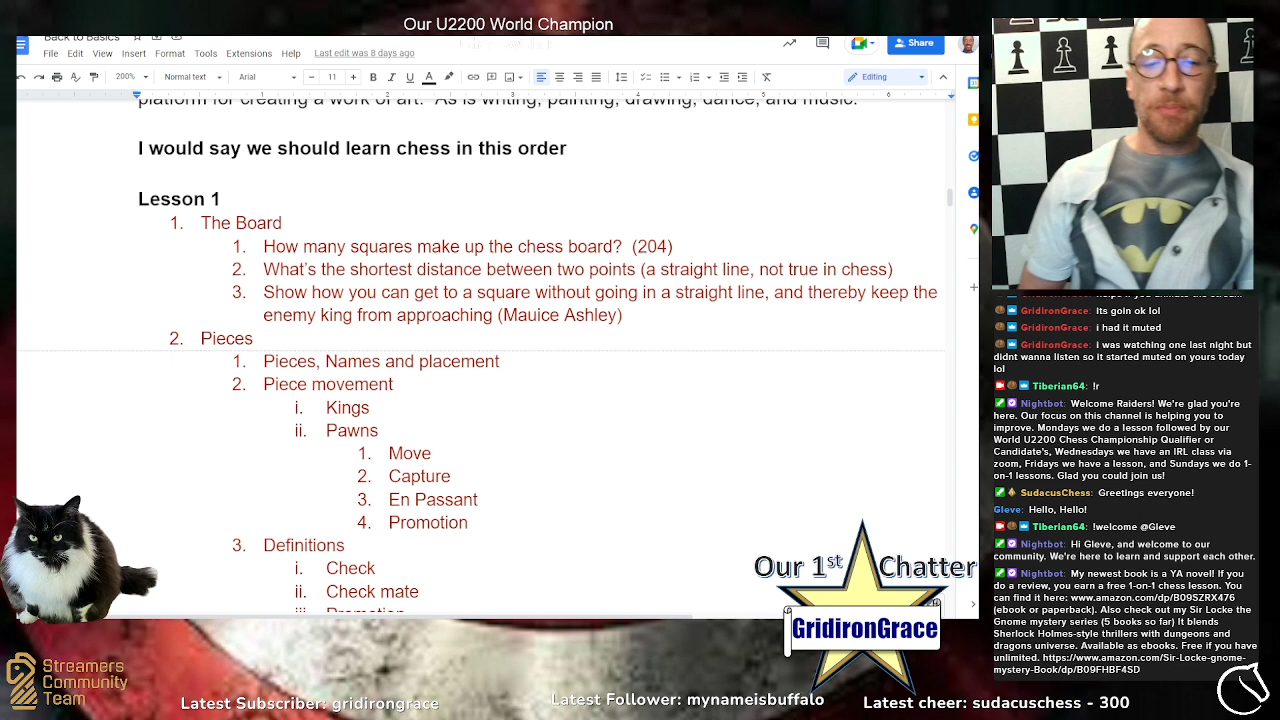 Our U2200 World Champion
Back to Basics
File Edit View Insert Format Tools Extensions Help Last edit was 8 days ago
Share
200% Normal text Arial 11 B I U A Editing
platform for creating a work of art. As is writing, painting, drawing, dance, and music.
I would say we should learn chess in this order
Lesson 1
1. The Board
1. How many squares make up the chess board? (204)
2. What's the shortest distance between two points (a straight line, not true in chess)
3. Show how you can get to a square without going in a straight line, and thereby keep the
enemy king from approaching (Mauice Ashley)
2. Pieces
1. Pieces, Names and placement
2. Piece movement
i. Kings
ii. Pawns
1. Move
2. Capture
3. En Passant
4. Promotion
3. Definitions
i. Check
ii. Check mate
iii. Promotion
GridironGrace: Its goin ok lol
GridironGrace: i had it muted
GridironGrace: I was watching one last night but
didnt wanna listen so it started muted on yours today
lol
Tiberian64: !r
Nightbot: Welcome Raiders! We're glad you're
here. Our focus on this channel is helping you to
improve. Mondays we do a lesson followed by our
World U2200 Chess Championship Qualifier or
Candidate's, Wednesdays we have an IRL class via
zoom, Fridays we have a lesson, and Sundays we do 1-
on-1 lessons. Glad you could join us!
SudacusChess: Greetings everyone!
Gleve: Hello, Hello!
Tiberian64: !welcome @Gleve
Nightbot: Hi Gleve, and welcome to our
community. We're here to learn and support each other.
Nightbot: My newest book is a YA novel! If you
do a review, you earn a free 1-on-1 chess lesson. You
can find it here: www.amazon.com/dp/B09SZRX476
(ebook or paperback). Also check out my Sir Locke the
Gnome mystery series (5 books so far) It blends
Sherlock Holmes-style thrillers with dungeons and
dragons universe. Available as ebooks. Free if you have
unlimited. https://www.amazon.com/Sir-Locke-gnome-
mystery-Book/dp/B09FHBF4SD
Our 1st Chatter
GridironGrace
Streamers
Community
Team
Latest Subscriber: gridirongrace
Latest Follower: mynameisbuffalo
Latest cheer: sudacuschess - 300